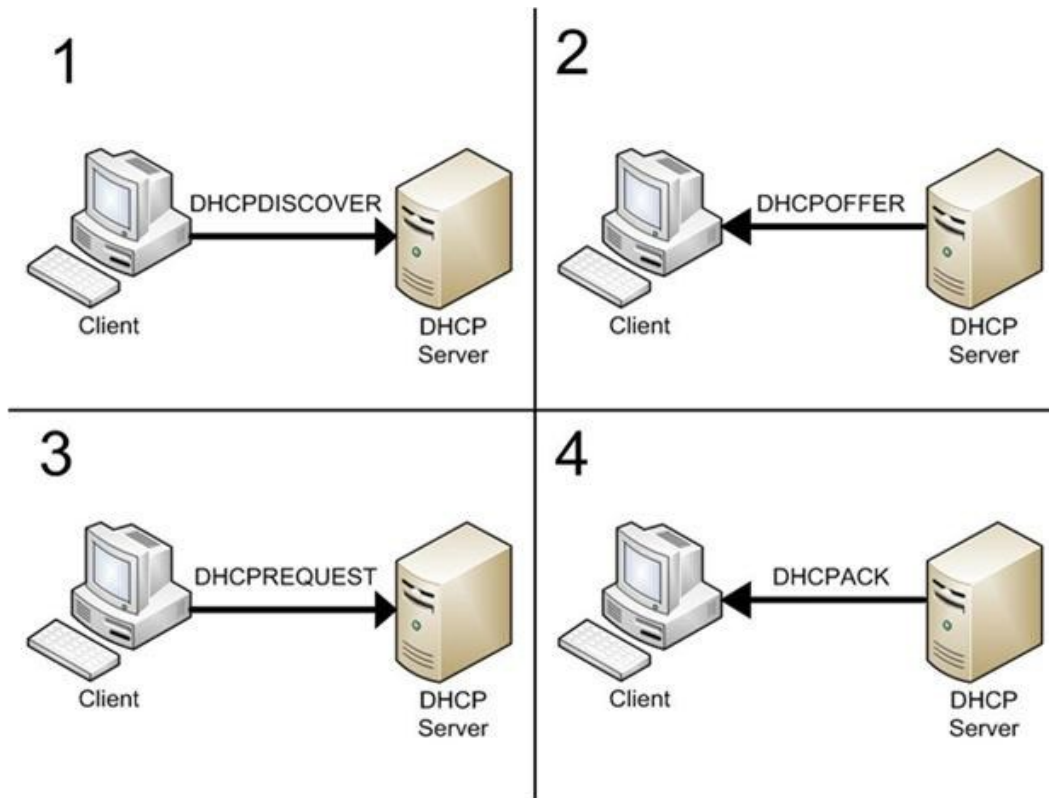 1
DHCPDISCOVER
Client
DHCP
Server
2
DHCPOFFER
Client
DHCP
Server
3
DHCPREQUEST
Client
DHCP
Server
4
DHCPACK
Client
DHCP
Server